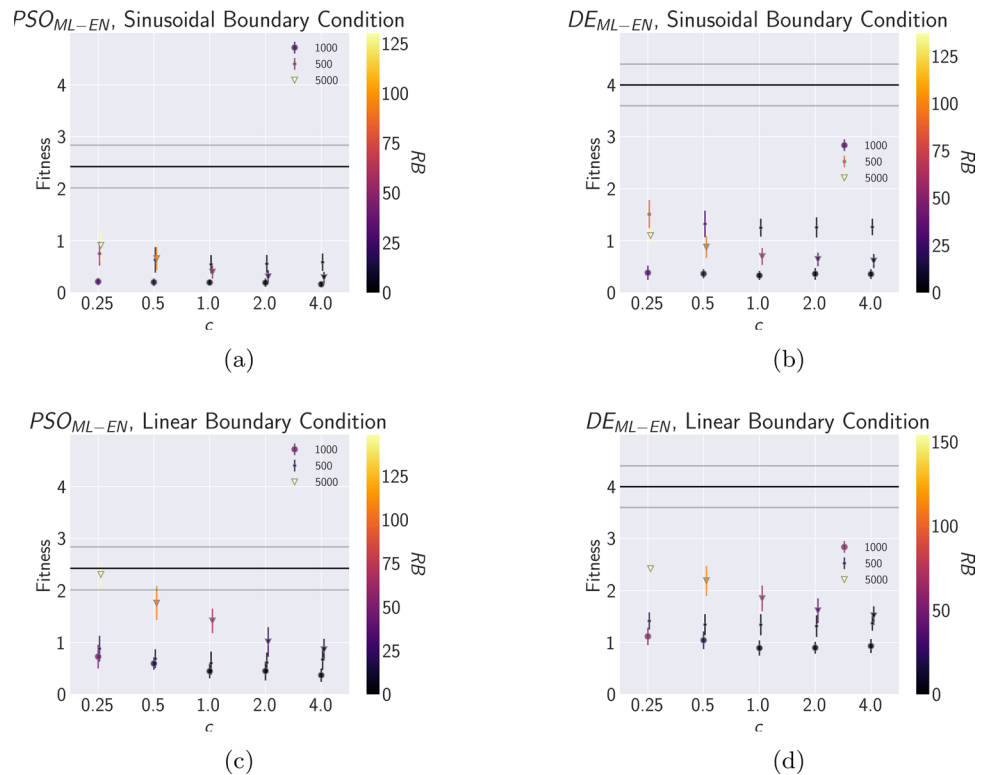 PSO_{ML−EN}, Sinusoidal Boundary Condition
Fitness
4
3
2
1
0
0.25 0.5 1.0 2.0 4.0
c
1000
500
5000
125
100
75
50
25
0
RB
(a)
DE_{ML−EN}, Sinusoidal Boundary Condition
Fitness
4
3
2
1
0
0.25 0.5 1.0 2.0 4.0
c
1000
500
5000
125
100
75
50
25
0
RB
(b)
PSO_{ML−EN}, Linear Boundary Condition
Fitness
4
3
2
1
0
0.25 0.5 1.0 2.0 4.0
c
1000
500
5000
125
100
75
50
25
0
RB
(c)
DE_{ML−EN}, Linear Boundary Condition
Fitness
4
3
2
1
0
0.25 0.5 1.0 2.0 4.0
c
1000
500
5000
150
100
50
0
RB
(d)